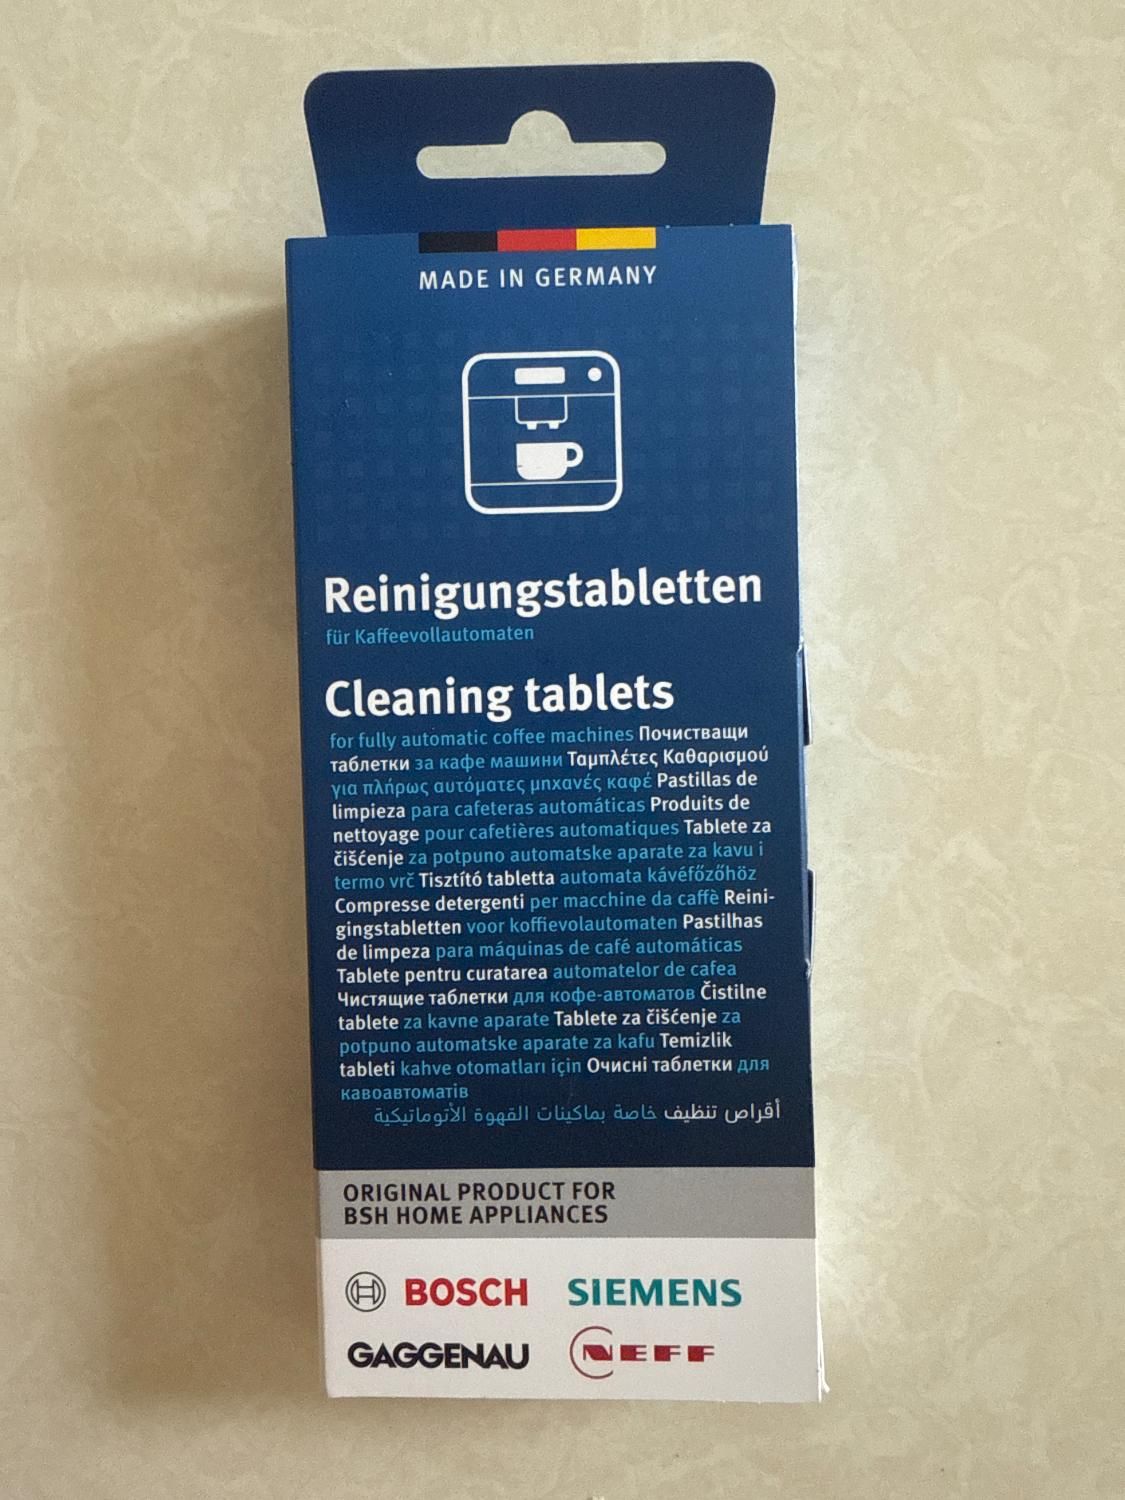 MADE IN GERMANY
Reinigungstabletten
für Kaffeevollautomaten
Cleaning tablets
for fully automatic coffee machines Почистващи
таблетки за кафе машини Ταμπλέτες Καθαρισμού
για πλήρως αυτόματες μηχανές καφέ Pastillas de
limpieza para cafeteras automáticas Produits de
nettoyage pour cafetières automatiques Tablete za
čišćenje za potpuno automatske aparate za kavu i
termo vrč Tisztító tabletta automata kávéfőzőhöz
Compresse detergenti per macchine da caffè Reini-
gingstabletten voor koffievolautomaten Pastilhas
de limpeza para máquinas de café automáticas
Tablete pentru curatarea automatelor de cafea
Чистящие таблетки для кофе-автоматов Čistilne
tablete za kavne aparate Tablete za čišćenje za
potpuno automatske aparate za kafu Temizlik
tableti kahve otomatları için Очисні таблетки для
кавоавтоматів
أقراص تنظيف خاصة بماكينات القهوة الأتوماتيكية
ORIGINAL PRODUCT FOR
BSH HOME APPLIANCES
BOSCH SIEMENS
GAGGENAU NEFF